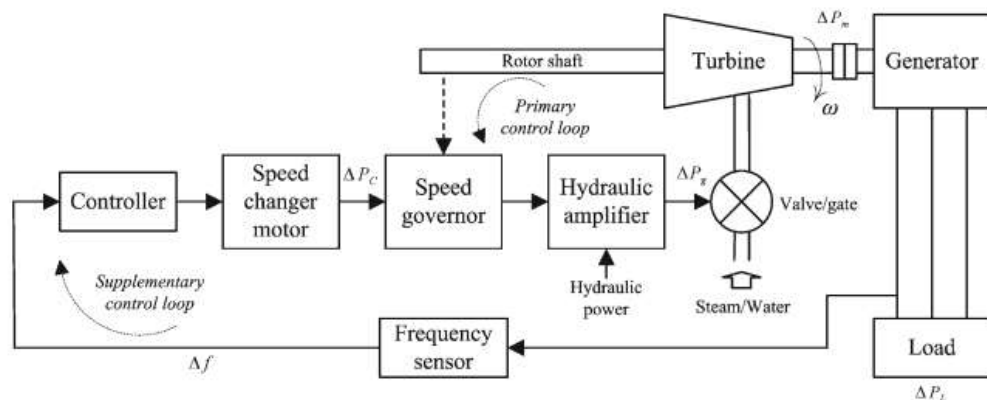 ΔP_m
Rotor shaft
Turbine
Generator
ω
Primary
control loop
Controller
Speed
changer
motor
ΔP_C
Speed
governor
Hydraulic
amplifier
ΔP_g
Valve/gate
Supplementary
control loop
Hydraulic
power
Steam/Water
Δf
Frequency
sensor
Load
ΔP_L